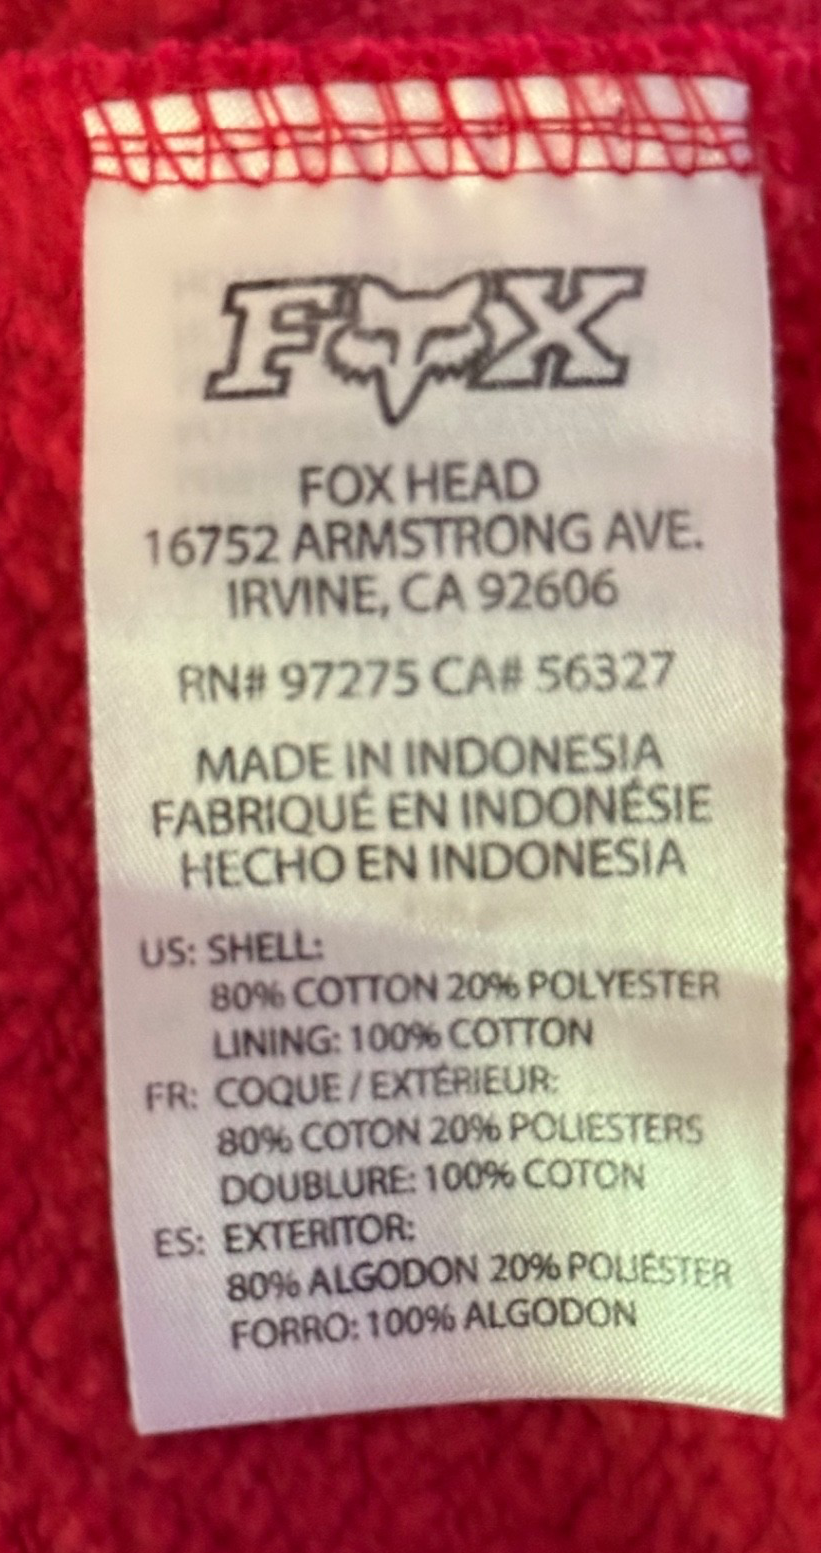 FOX
FOX HEAD
16752 ARMSTRONG AVE.
IRVINE, CA 92606
RN# 97275 CA# 56327
MADE IN INDONESIA
FABRIQUÉ EN INDONÉSIE
HECHO EN INDONESIA
US: SHELL:
80% COTTON 20% POLYESTER
LINING: 100% COTTON
FR: COQUE / EXTÉRIEUR:
80% COTON 20% POLIESTERS
DOUBLURE: 100% COTON
ES: EXTERITOR:
80% ALGODON 20% POLIÉSTER
FORRO: 100% ALGODON